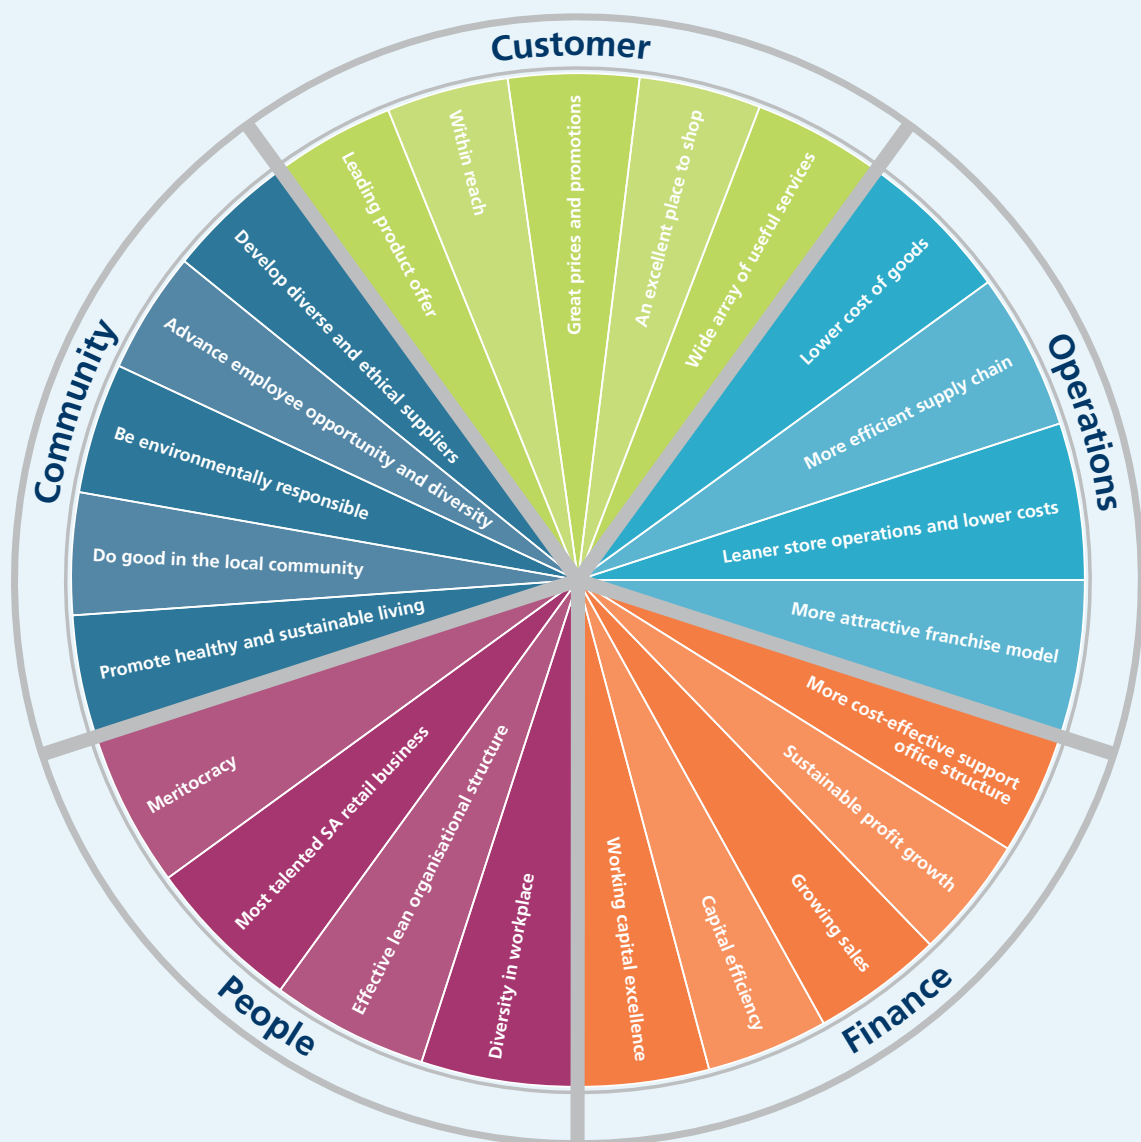 Customer
Leading product offer
Within reach
Great prices and promotions
An excellent place to shop
Wide array of useful services
Operations
Lower cost of goods
More efficient supply chain
Leaner store operations and lower costs
More attractive franchise model
Finance
More cost-effective support
office structure
Sustainable profit growth
Growing sales
Capital efficiency
Working capital excellence
People
Diversity in workplace
Effective lean organisational structure
Most talented SA retail business
Meritocracy
Community
Promote healthy and sustainable living
Do good in the local community
Be environmentally responsible
Advance employee opportunity and diversity
Develop diverse and ethical suppliers